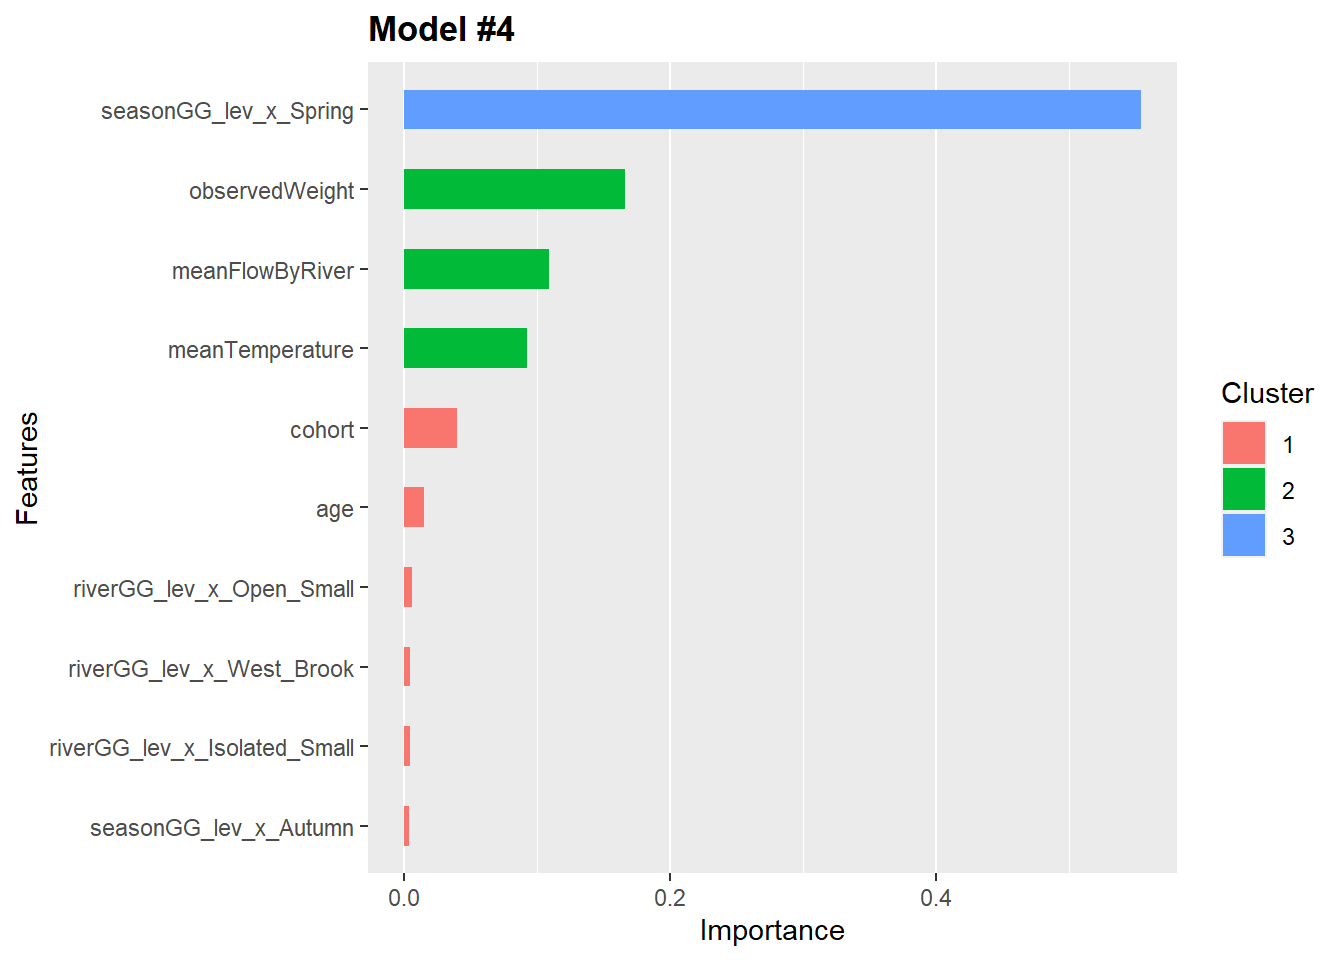 Model #4
seasonGG_lev_x_Spring
observedWeight
meanFlowByRiver
meanTemperature
cohort
age
riverGG_lev_x_Open_Small
riverGG_lev_x_West_Brook
riverGG_lev_x_Isolated_Small
seasonGG_lev_x_Autumn
Features
0.0 0.2 0.4
Importance
Cluster
1
2
3